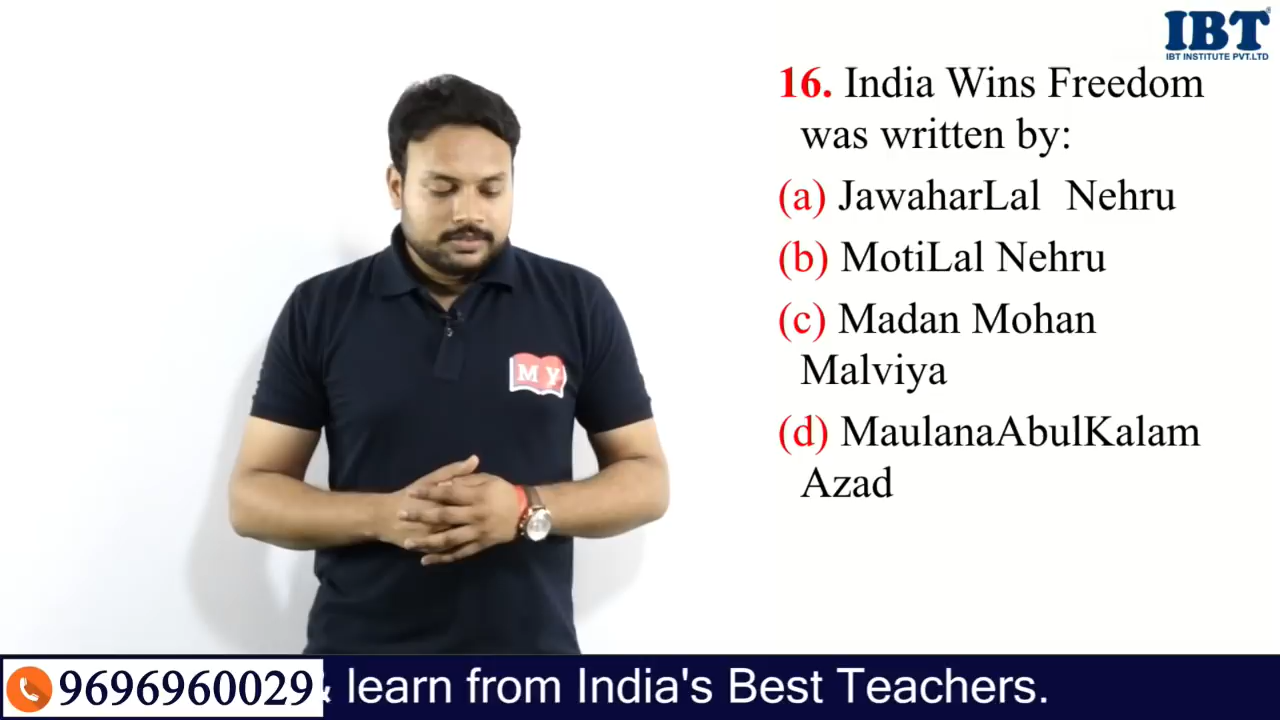 IBT
IBT INSTITUTE PVT.LTD
16. India Wins Freedom
was written by:
(a) JawaharLal Nehru
(b) MotiLal Nehru
(c) Madan Mohan
Malviya
(d) MaulanaAbulKalam
Azad
M Y
9696960029 & learn from India's Best Teachers.